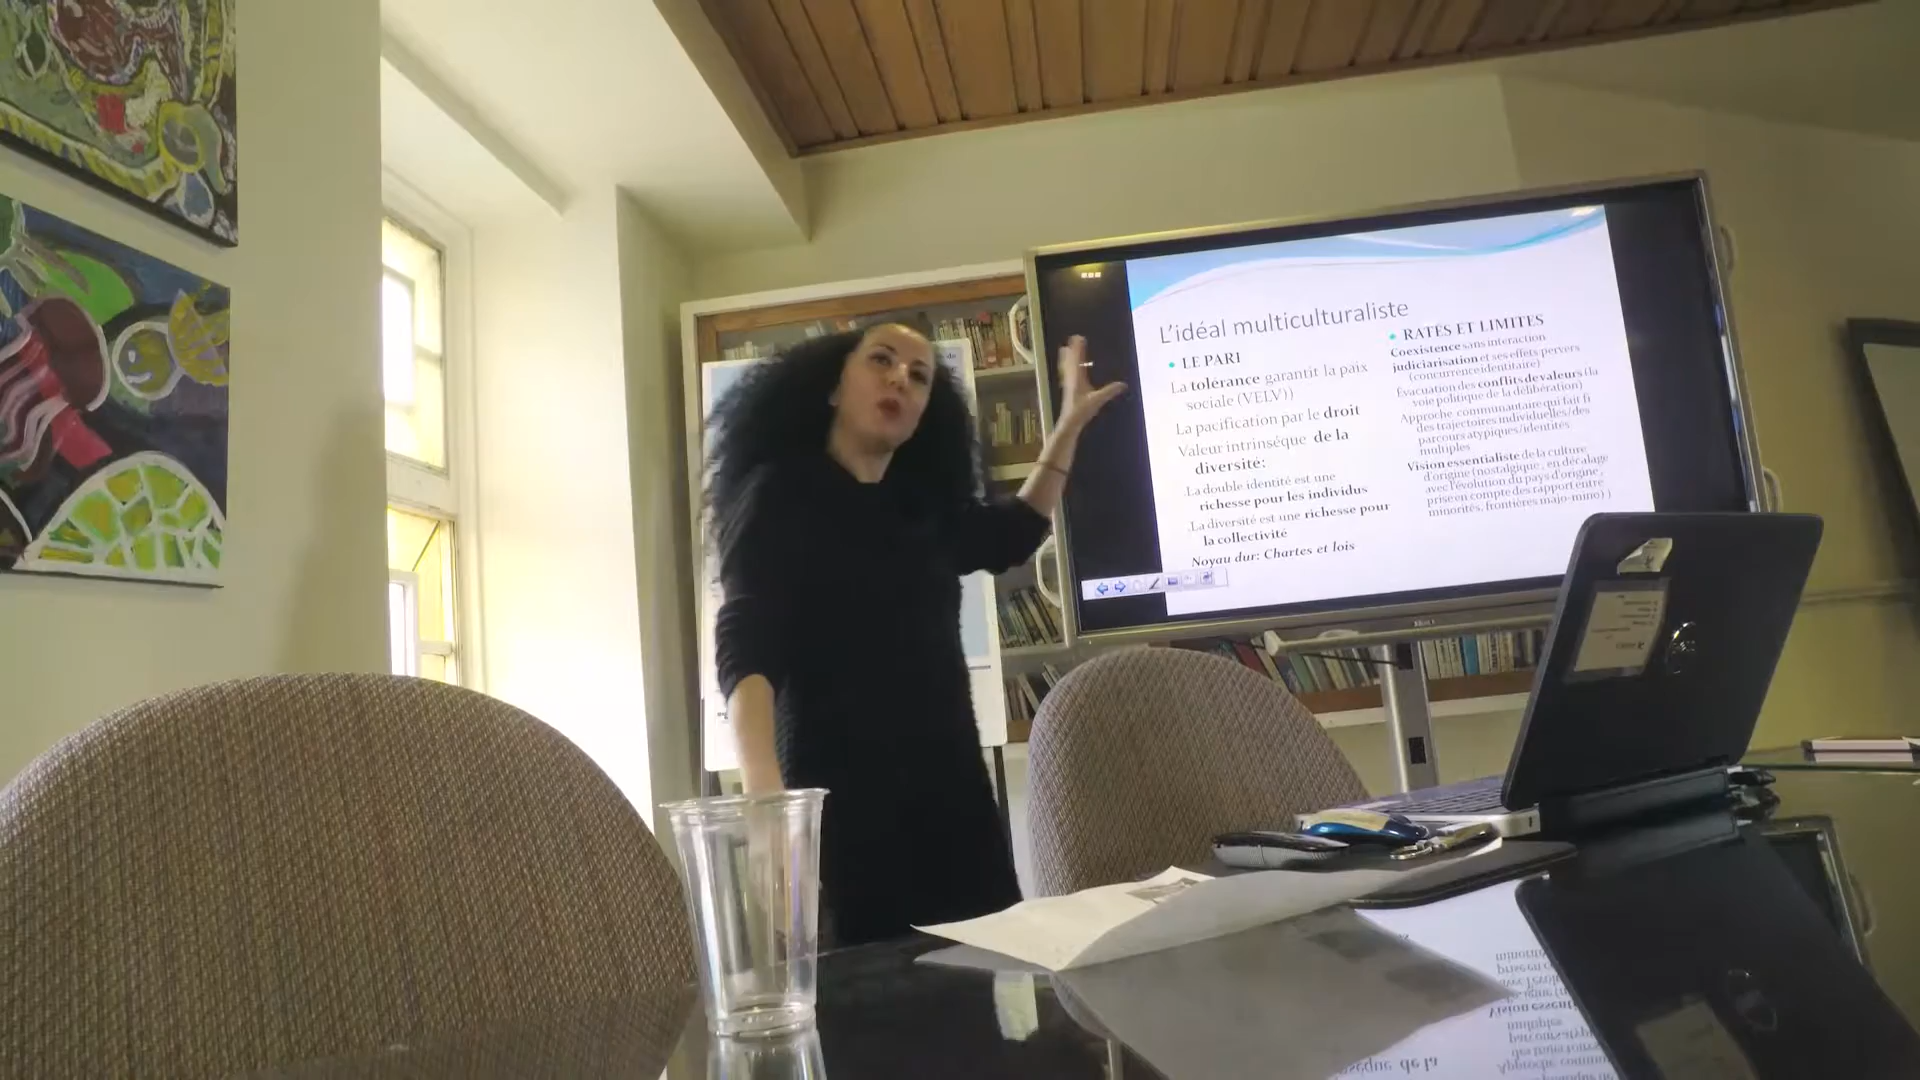 L'idéal multiculturaliste
LE PARI
La tolérance garantit la paix
sociale (VELV))
La pacification par le droit
Valeur intrinséque de la
diversité:
.La double identité est une
richesse pour les individus
.La diversité est une richesse pour
la collectivité
Noyau dur: Chartes et lois
RATES ET LIMITES
Coexistence sans interaction
judiciarisation et ses effets pervers
(concurrence identitaire)
Évacuation des conflits de valeurs (la
voie politique de la délibération)
Approche communautaire qui fait fi
des trajectoires individuelles/des
parcours atypiques/identités
multiples
Vision essentialiste de la culture
d'origine (nostalgique, en décalage
avec l'évolution du pays d'origine,
prise en compte des rapport entre
minorités, frontières majo-mino) )